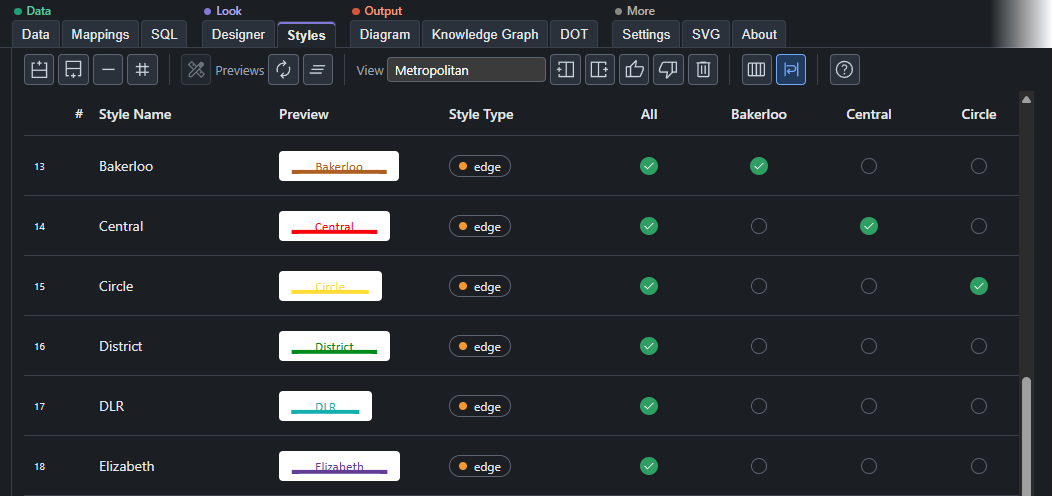 Data Look Output More
Data Mappings SQL Designer Styles Diagram Knowledge Graph DOT Settings SVG About
Previews View Metropolitan
# Style Name Preview Style Type All Bakerloo Central Circle
13 Bakerloo Bakerloo edge
14 Central Central edge
15 Circle Circle edge
16 District District edge
17 DLR DLR edge
18 Elizabeth Elizabeth edge